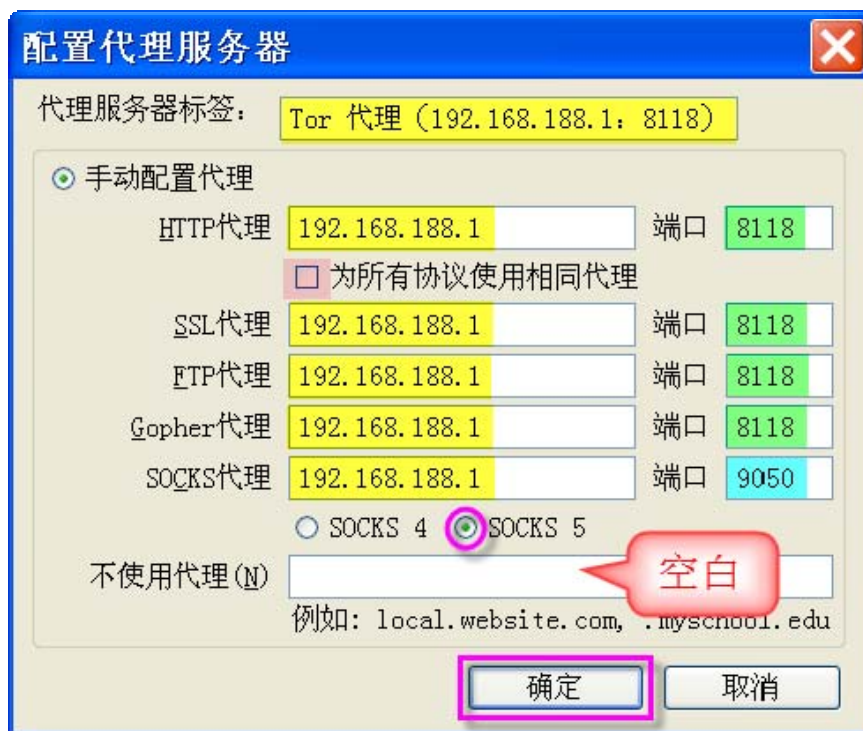 配置代理服务器
代理服务器标签：
Tor 代理（192.168.188.1：8118）
手动配置代理
HTTP代理 192.168.188.1 端口 8118
为所有协议使用相同代理
SSL代理 192.168.188.1 端口 8118
FTP代理 192.168.188.1 端口 8118
Gopher代理 192.168.188.1 端口 8118
SOCKS代理 192.168.188.1 端口 9050
SOCKS 4 SOCKS 5
空白
不使用代理(N)
例如: local.website.com, .myschool.edu
确定 取消